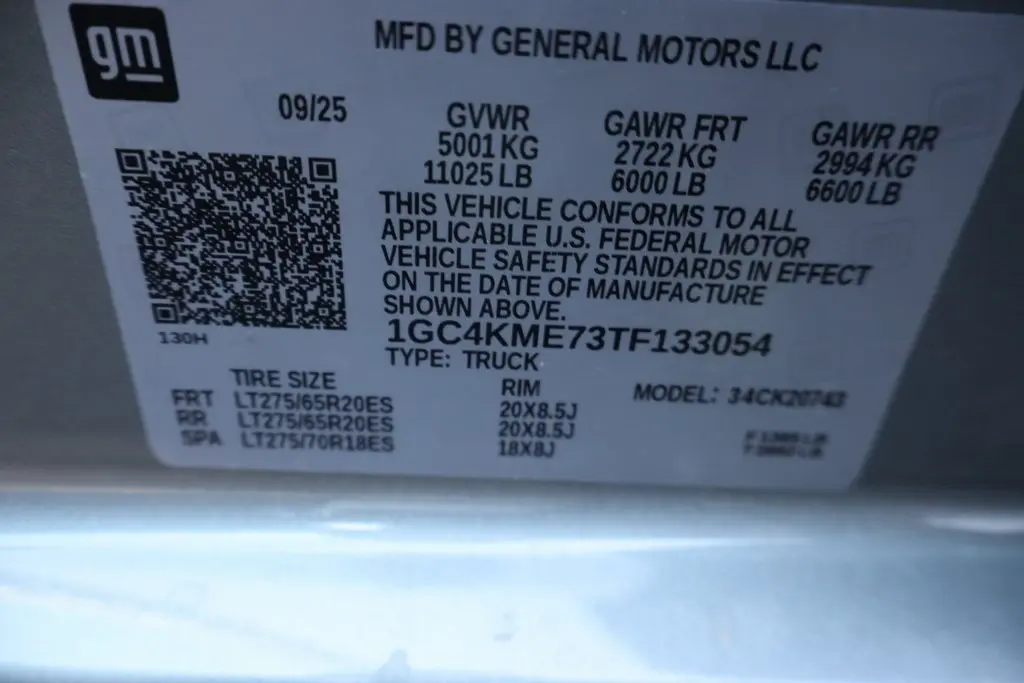 gm
MFD BY GENERAL MOTORS LLC
09/25
GVWR
5001 KG
11025 LB
GAWR FRT
2722 KG
6000 LB
GAWR RR
2994 KG
6600 LB
THIS VEHICLE CONFORMS TO ALL
APPLICABLE U.S. FEDERAL MOTOR
VEHICLE SAFETY STANDARDS IN EFFECT
ON THE DATE OF MANUFACTURE
SHOWN ABOVE.
130H
1GC4KME73TF133054
TYPE: TRUCK
TIRE SIZE RIM MODEL: 34CK20743
FRT LT275/65R20ES 20X8.5J
RR LT275/65R20ES 20X8.5J
SPA LT275/70R18ES 18X8J